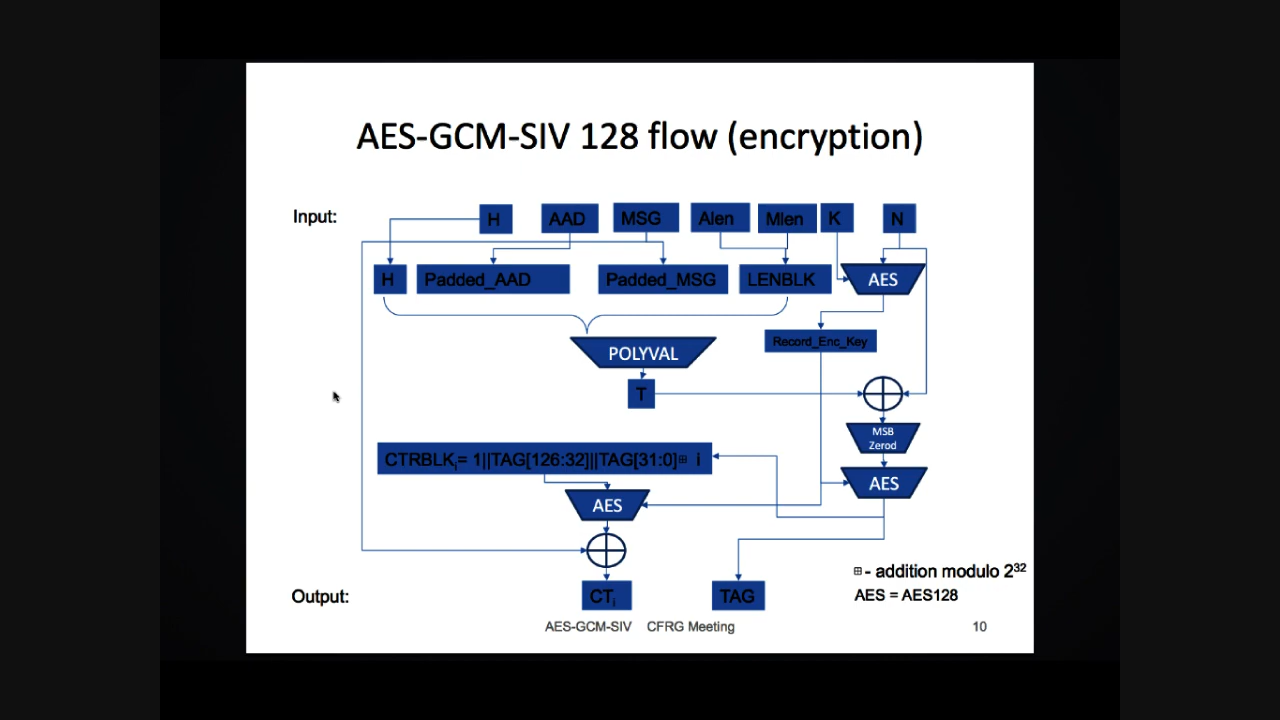 AES-GCM-SIV 128 flow (encryption)
Input:
H
AAD
MSG
Alen
Mlen
K
N
H
Padded_AAD
Padded_MSG
LENBLK
AES
Record_Enc_Key
POLYVAL
T
MSB
Zerod
CTRBLKi= 1||TAG[126:32]||TAG[31:0]⊞ i
AES
AES
⊞ - addition modulo 2³²
AES = AES128
Output:
CTi
TAG
AES-GCM-SIV CFRG Meeting
10